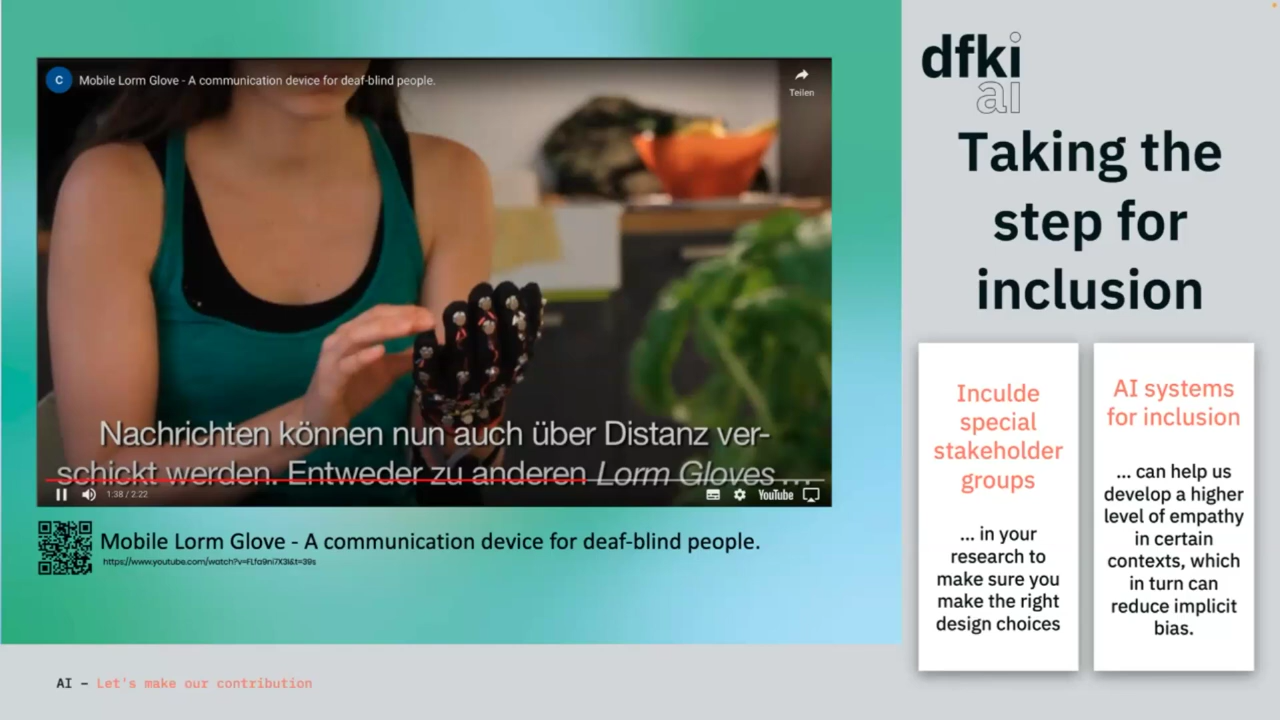 C Mobile Lorm Glove - A communication device for deaf-blind people.
Teilen
Nachrichten können nun auch über Distanz ver-
schickt werden. Entweder zu anderen Lorm Gloves ...
1:38 / 2:22
YouTube
Mobile Lorm Glove - A communication device for deaf-blind people.
https://www.youtube.com/watch?v=FLfa9ni7X3I&t=39s
AI – Let's make our contribution
dfki
ai
Taking the
step for
inclusion
Inculde
special
stakeholder
groups
... in your
research to
make sure you
make the right
design choices
AI systems
for inclusion
... can help us
develop a higher
level of empathy
in certain
contexts, which
in turn can
reduce implicit
bias.